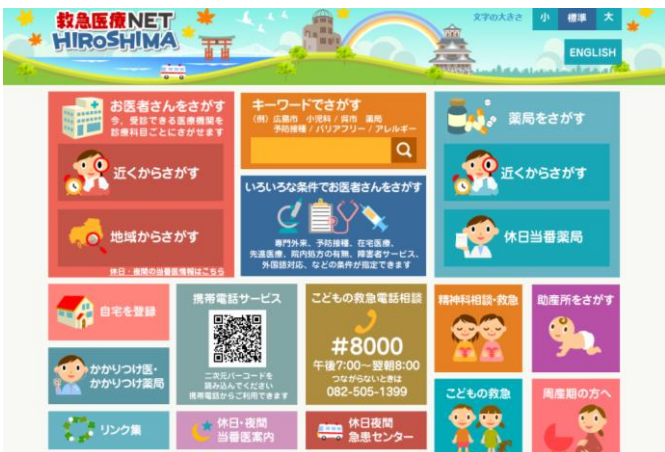 救急医療NET
HIROSHIMA
文字の大きさ 小 標準 大
ENGLISH
お医者さんをさがす
今、受診できる医療機関を
診療科目ごとにさがせます
近くからさがす
地域からさがす
休日・夜間の当番医情報はこちら
キーワードでさがす
(例) 広島市 小児科 / 呉市 薬局
予防接種 / バリアフリー / アレルギー
いろいろな条件でお医者さんをさがす
専門外来、予防接種、在宅医療、
先進医療、院内処方の有無、障害者サービス、
外国語対応、などの条件が指定できます
薬局をさがす
近くからさがす
休日当番薬局
自宅を登録
かかりつけ医・
かかりつけ薬局
携帯電話サービス
二次元バーコードを
読み込んでください
携帯電話からご利用できます
こどもの救急電話相談
#8000
午後7:00～翌朝8:00
つながらないときは
082-505-1399
精神科相談・救急
助産所をさがす
こどもの救急
周産期の方へ
リンク集
休日・夜間
当番医案内
休日夜間
急患センター